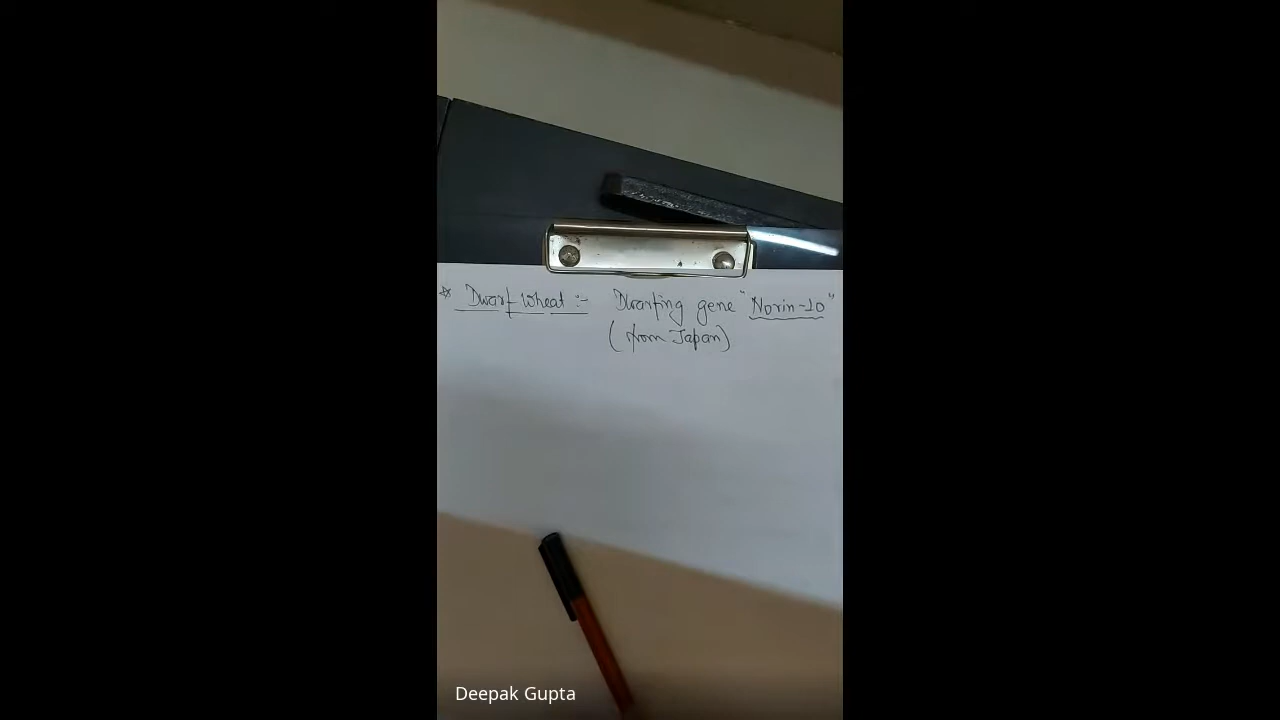 ☆ Dwarf Wheat :- Dwarfing gene "Norin-10"
(from Japan)
Deepak Gupta